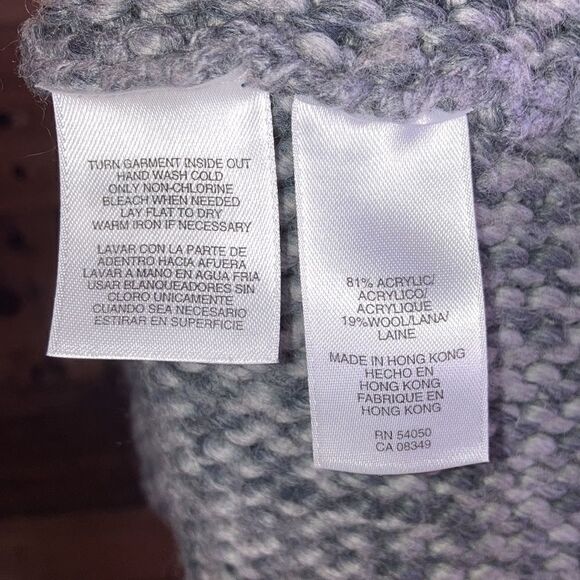 TURN GARMENT INSIDE OUT
HAND WASH COLD
ONLY NON-CHLORINE
BLEACH WHEN NEEDED
LAY FLAT TO DRY
WARM IRON IF NECESSARY
LAVAR CON LA PARTE DE
ADENTRO HACIA AFUERA
LAVAR A MANO EN AGUA FRIA
USAR BLANQUEADORES SIN
CLORO UNICAMENTE
CUANDO SEA NECESARIO
ESTIRAR EN SUPERFICIE
81% ACRYLIC/
ACRYLICO/
ACRYLIQUE
19%WOOL/LANA/
LAINE
MADE IN HONG KONG
HECHO EN
HONG KONG
FABRIQUE EN
HONG KONG
RN 54050
CA 08349